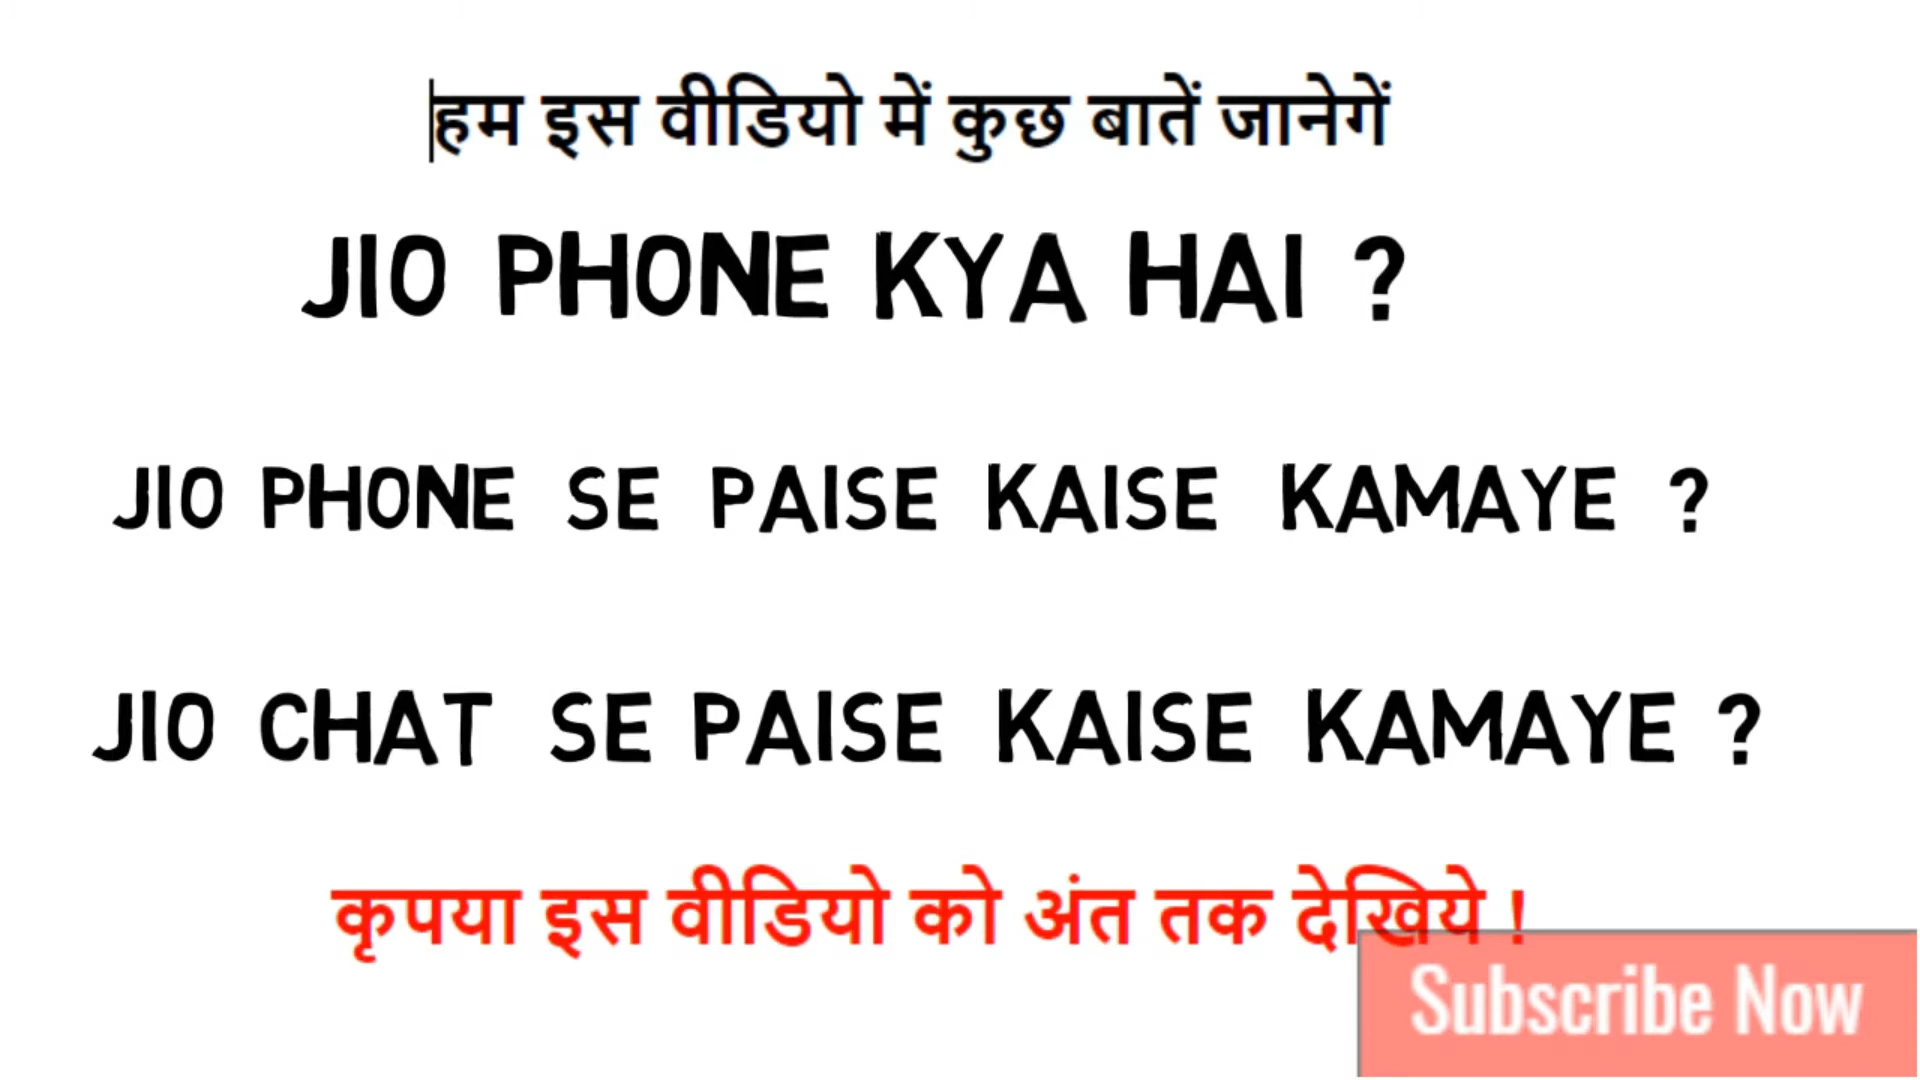 हम इस वीडियो में कुछ बातें जानेगें
JIO PHONE KYA HAI ?
JIO PHONE SE PAISE KAISE KAMAYE ?
JIO CHAT SE PAISE KAISE KAMAYE ?
कृपया इस वीडियो को अंत तक देखिये !
Subscribe Now